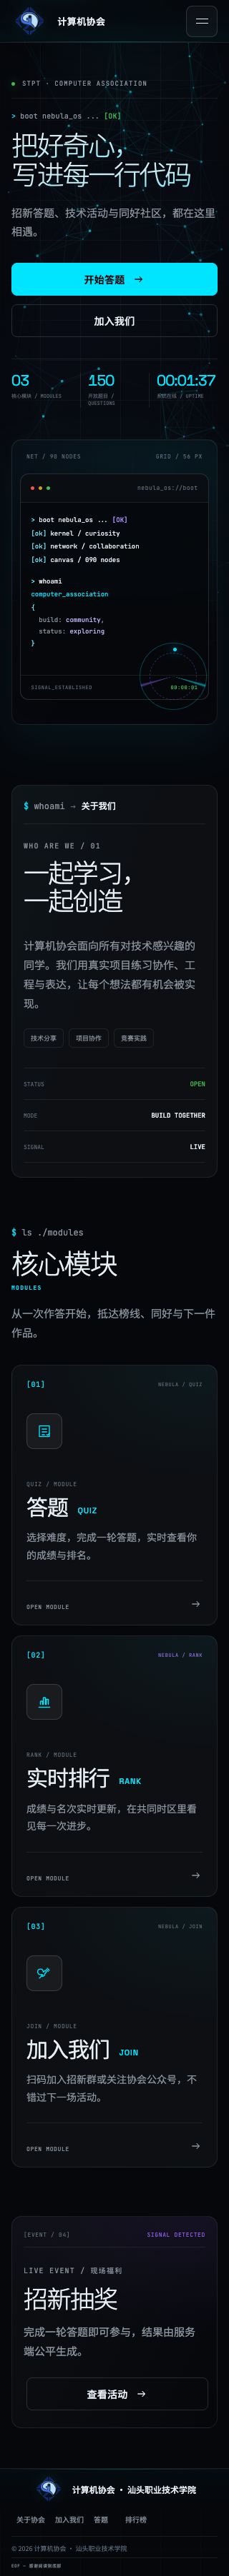 计算机协会
STPT · COMPUTER ASSOCIATION
> boot nebula_os ... [OK]
把好奇心，
写进每一行代码
招新答题、技术活动与同好社区，都在这里
相遇。
开始答题 →
加入我们
03
核心模块 / MODULES
150
开放题目 /
QUESTIONS
00:01:37
UPTIME
NET / 90 NODES
GRID / 56 PX
nebula_os://boot
> boot nebula_os ... [OK]
[ok] kernel / curiosity
[ok] network / collaboration
[ok] canvas / 090 nodes
> whoami
computer_association
{
build: community,
status: exploring
}
SIGNAL_ESTABLISHED
$ whoami → 关于我们
WHO ARE WE / 01
一起学习，
一起创造
计算机协会面向所有对技术感兴趣的
同学。我们用真实项目练习协作、工
程与表达，让每个想法都有机会被实
现。
技术分享
项目协作
竞赛实践
STATUS
OPEN
MODE
BUILD TOGETHER
SIGNAL
LIVE
$ ls ./modules
核心模块
MODULES
从一次作答开始，抵达榜线、同好与下一件
作品。
[01]
NEBULA / QUIZ
QUIZ / MODULE
答题 QUIZ
选择难度，完成一轮答题，实时查看你
的成绩与排名。
OPEN MODULE →
[02]
NEBULA / RANK
RANK / MODULE
实时排行 RANK
成绩与名次实时更新，在共同时区里看
见每一次进步。
OPEN MODULE →
[03]
NEBULA / JOIN
JOIN / MODULE
加入我们 JOIN
扫码加入招新群或关注协会公众号，不
错过下一场活动。
OPEN MODULE →
[EVENT / 04]
SIGNAL DETECTED
LIVE EVENT / 现场福利
招新抽奖
完成一轮答题即可参与，结果由服务
端公平生成。
查看活动 →
计算机协会 · 汕头职业技术学院
关于协会 加入我们 答题 排行榜
© 2026 计算机协会 · 汕头职业技术学院